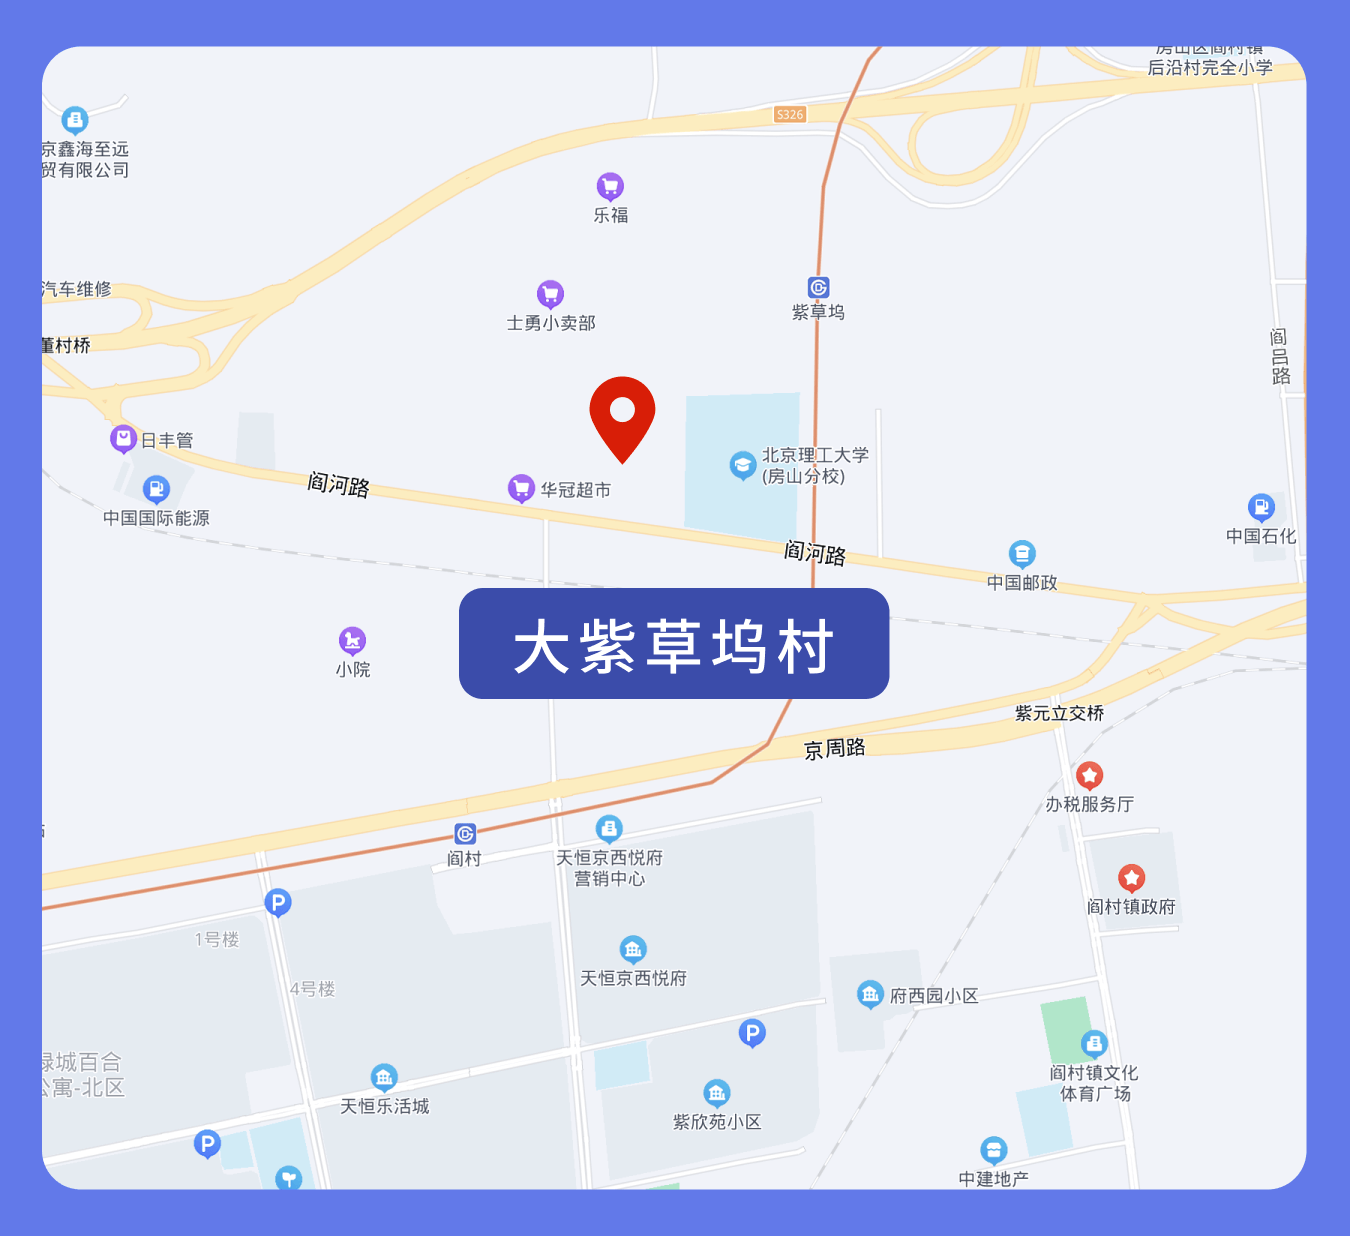 后沿村完全小学
S326
京鑫海至远
贸有限公司
乐福
汽车维修
士勇小卖部
紫草坞
董村桥
阎吕路
日丰管
阎河路
华冠超市
北京理工大学
(房山分校)
中国国际能源
中国石化
阎河路
中国邮政
大紫草坞村
小院
紫元立交桥
京周路
办税服务厅
阎村
天恒京西悦府
营销中心
P
阎村镇政府
1号楼
天恒京西悦府
4号楼
府西园小区
P
绿城百合
公寓-北区
阎村镇文化
体育广场
天恒乐活城
紫欣苑小区
P
中建地产